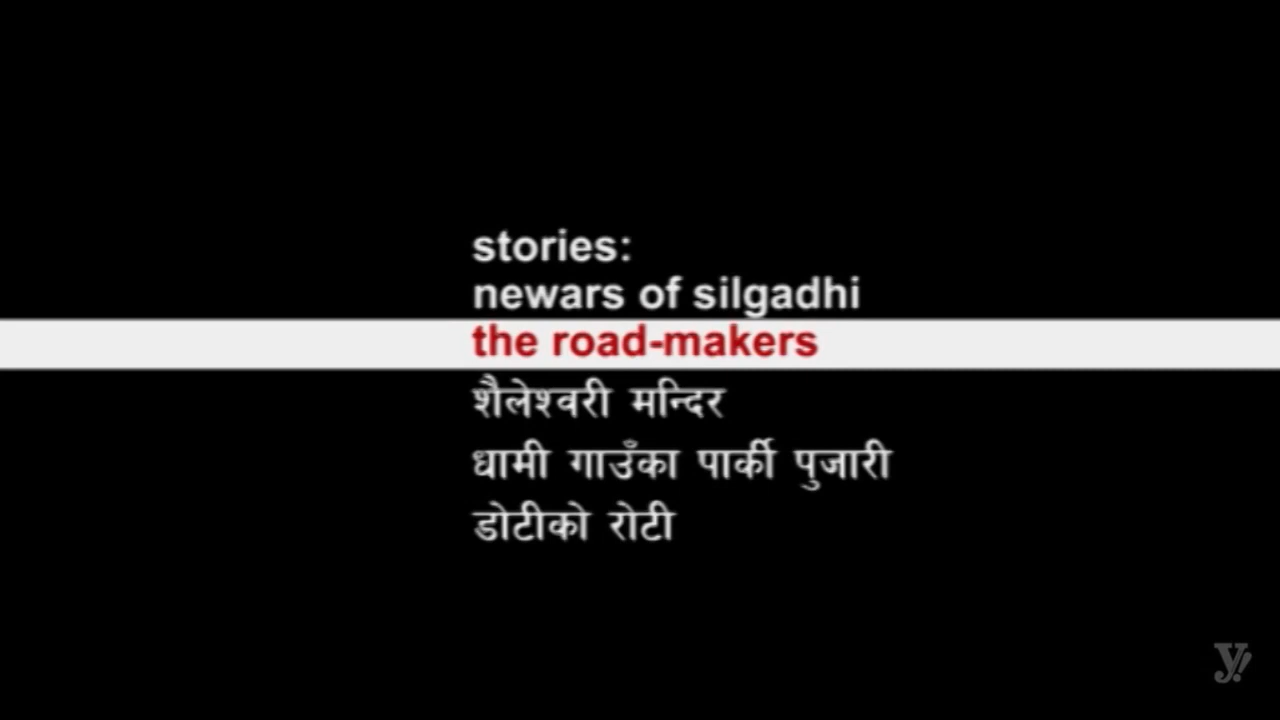 stories:
newars of silgadhi
the road-makers
शैलेश्वरी मन्दिर
धामी गाउँका पार्की पुजारी
डोटीको रोटी
y!